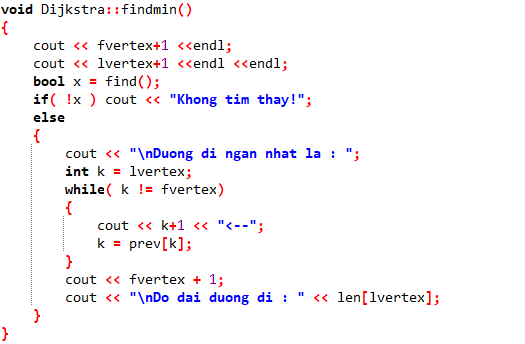 void Dijkstra::findmin()
{
    cout << fvertex+1 <<endl;
    cout << lvertex+1 <<endl <<endl;
    bool x = find();
    if( !x ) cout << "Khong tim thay!";
    else
    {
        cout << "\nDuong di ngan nhat la : ";
        int k = lvertex;
        while( k != fvertex)
        {
            cout << k+1 << "<--";
            k = prev[k];
        }
        cout << fvertex + 1;
        cout << "\nDo dai duong di : " << len[lvertex];
    }
}